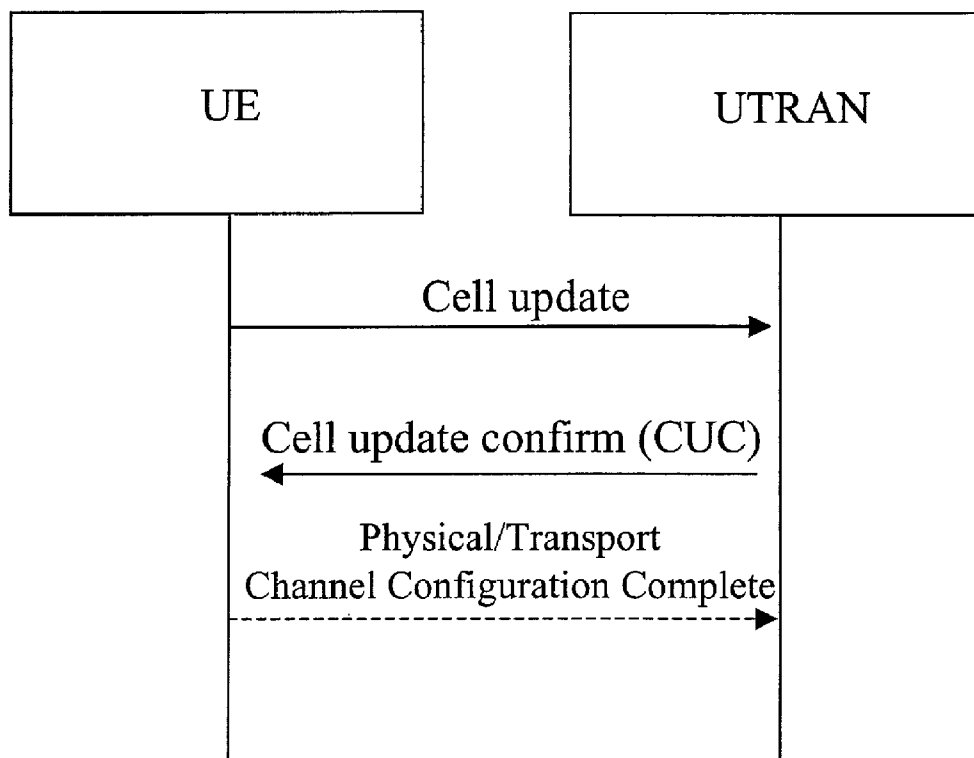 UE
UTRAN
Cell update
Cell update confirm (CUC)
Physical/Transport
Channel Configuration Complete